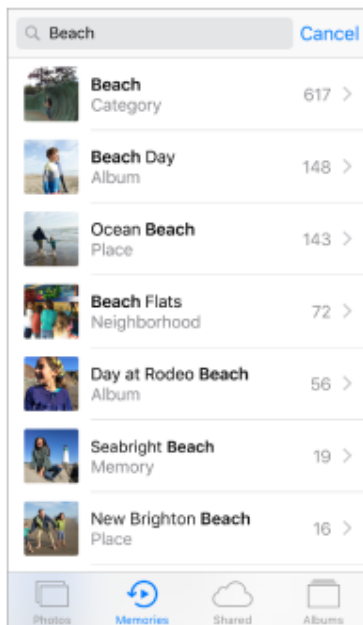 Beach
Cancel
Beach
Category
617
Beach Day
Album
148
Ocean Beach
Place
143
Beach Flats
Neighborhood
72
Day at Rodeo Beach
Album
56
Seabright Beach
Memory
19
New Brighton Beach
Place
16
Photos
Memories
Shared
Albums